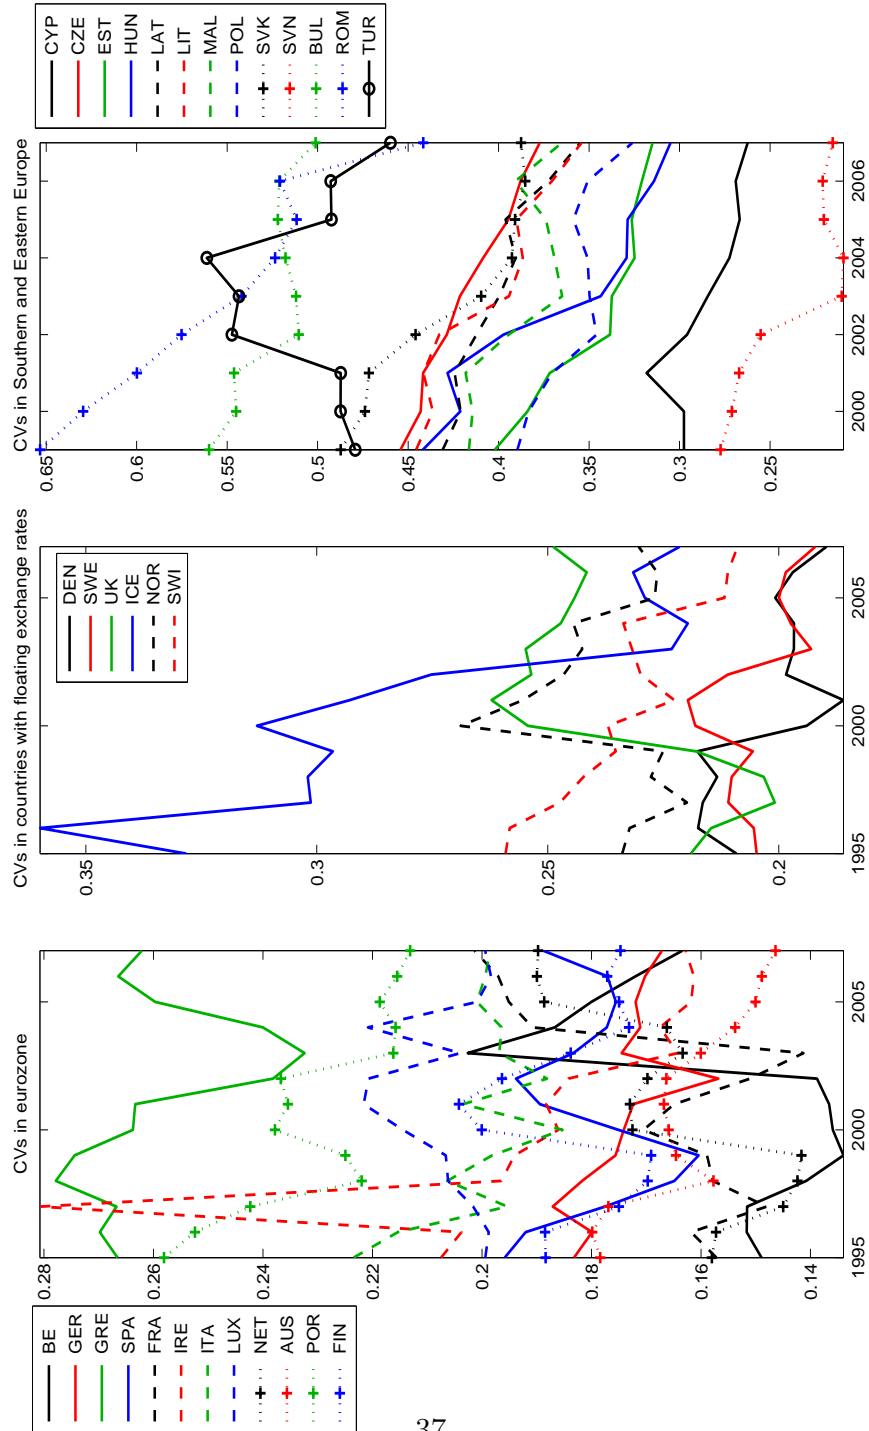 CVs in eurozone
0.28
0.26
0.24
0.22
0.2
0.18
0.16
0.14
1995
2000
2005
BE
GER
GRE
SPA
FRA
IRE
ITA
LUX
NET
AUS
POR
FIN
CVs in countries with floating exchange rates
0.35
0.3
0.25
0.2
1995
2000
2005
DEN
SWE
UK
ICE
NOR
SWI
CVs in Southern and Eastern Europe
0.65
0.6
0.55
0.5
0.45
0.4
0.35
0.3
0.25
2000
2002
2004
2006
CYP
CZE
EST
HUN
LAT
LIT
MAL
POL
SVK
SVN
BUL
ROM
TUR
37